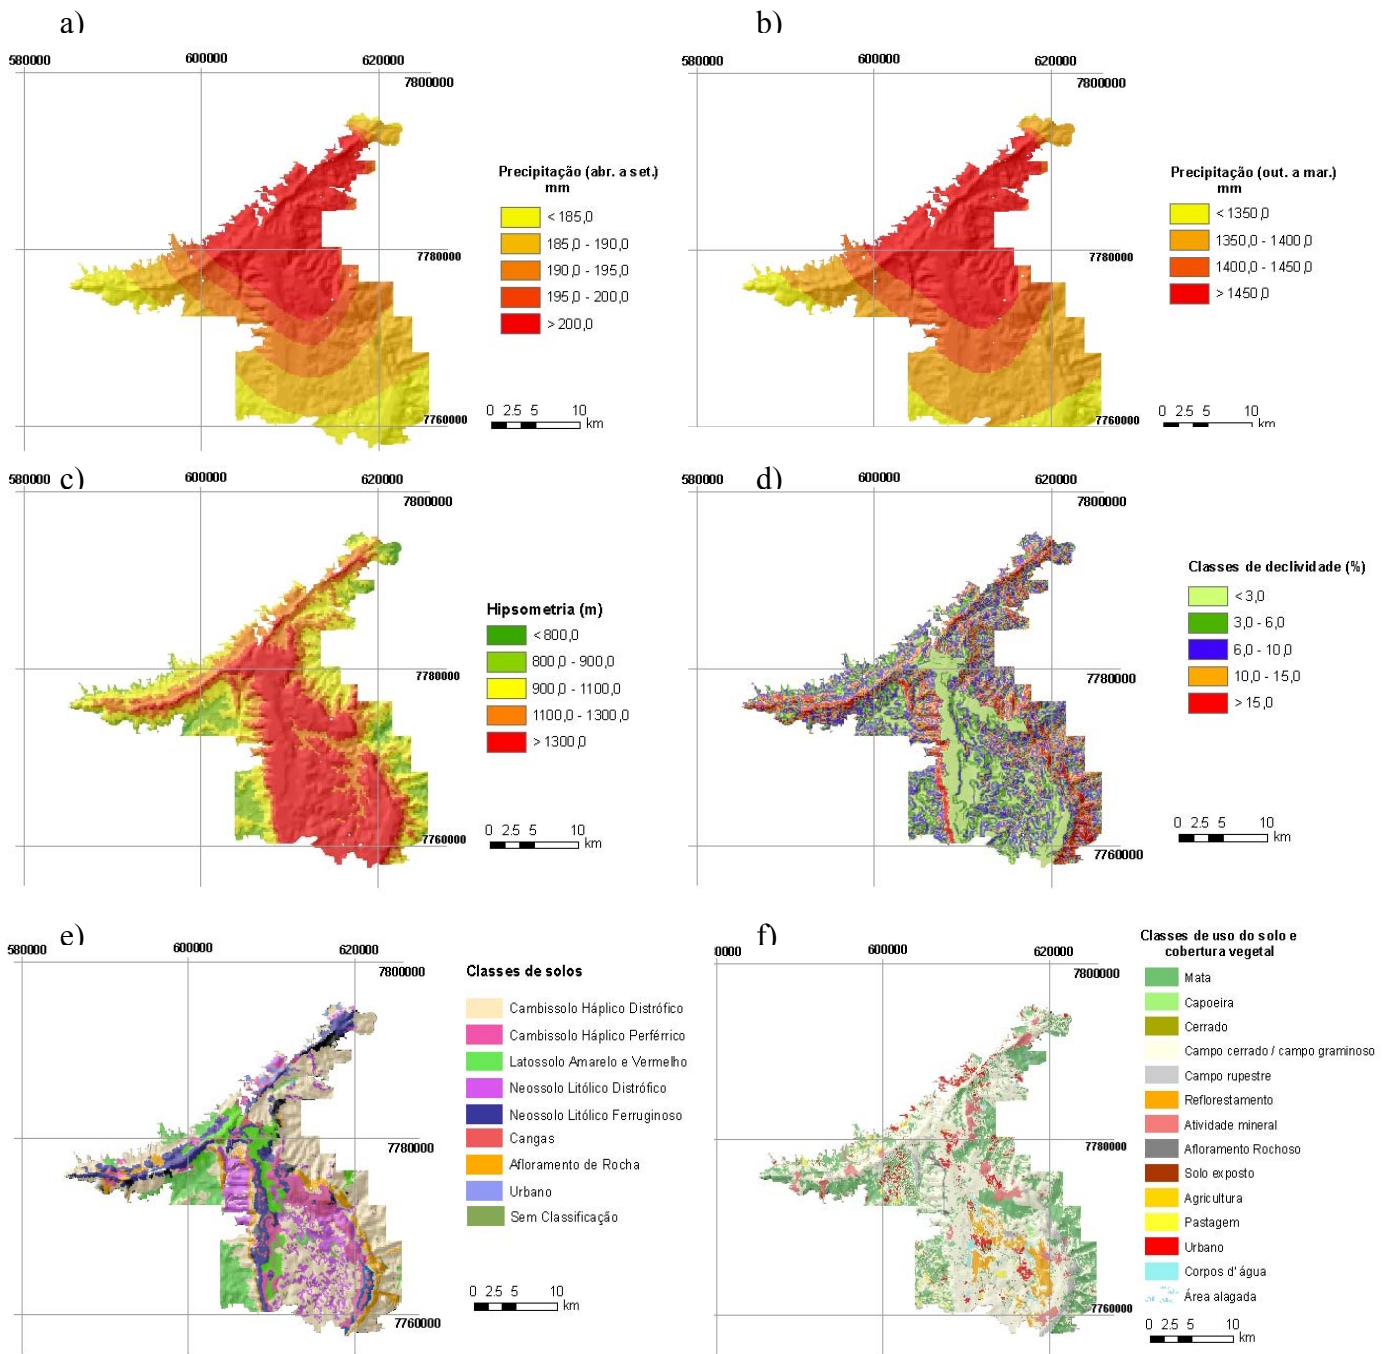 a)
580000
600000
620000
7800000
Precipitação (abr. a set.)
mm
< 185,0
185,0 - 190,0
190,0 - 195,0
195,0 - 200,0
> 200,0
7780000
7760000
0 2.5 5 10
km
b)
580000
600000
620000
7800000
Precipitação (out. a mar.)
mm
< 1350,0
1350,0 - 1400,0
1400,0 - 1450,0
> 1450,0
7780000
7760000
0 2.5 5 10
km
c)
580000
600000
620000
7800000
Hipsometria (m)
< 800,0
800,0 - 900,0
900,0 - 1100,0
1100,0 - 1300,0
> 1300,0
7780000
7760000
0 2.5 5 10
km
d)
580000
600000
620000
7800000
Classes de declividade (%)
< 3,0
3,0 - 6,0
6,0 - 10,0
10,0 - 15,0
> 15,0
7780000
7760000
0 2.5 5 10
km
e)
580000
600000
620000
7800000
Classes de solos
Cambissolo Háplico Distrófico
Cambissolo Háplico Perférrico
Latossolo Amarelo e Vermelho
Neossolo Litólico Distrófico
Neossolo Litólico Ferruginoso
Cangas
Afloramento de Rocha
Urbano
Sem Classificação
7780000
7760000
0 2.5 5 10
km
f)
0000
600000
620000
7800000
Classes de uso do solo e
cobertura vegetal
Mata
Capoeira
Cerrado
Campo cerrado / campo graminoso
Campo rupestre
Reflorestamento
Atividade mineral
Afloramento Rochoso
Solo exposto
Agricultura
Pastagem
Urbano
Corpos d' água
Área alagada
7780000
7760000
0 2.5 5 10
km